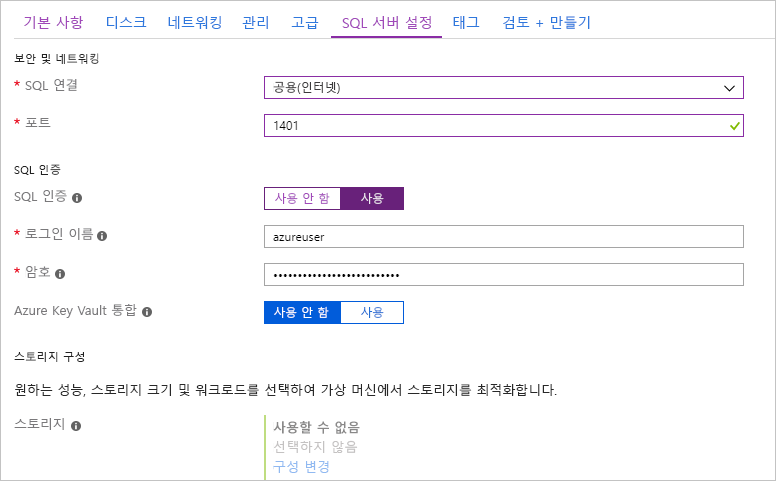 기본 사항 디스크 네트워킹 관리 고급 SQL 서버 설정 태그 검토 + 만들기
보안 및 네트워킹
* SQL 연결 공용(인터넷)
* 포트 1401
SQL 인증
SQL 인증 사용 안 함 사용
* 로그인 이름 azureuser
* 암호 ••••••••••••••••••••••••••
Azure Key Vault 통합 사용 안 함 사용
스토리지 구성
원하는 성능, 스토리지 크기 및 워크로드를 선택하여 가상 머신에서 스토리지를 최적화합니다.
스토리지 사용할 수 없음
선택하지 않음
구성 변경